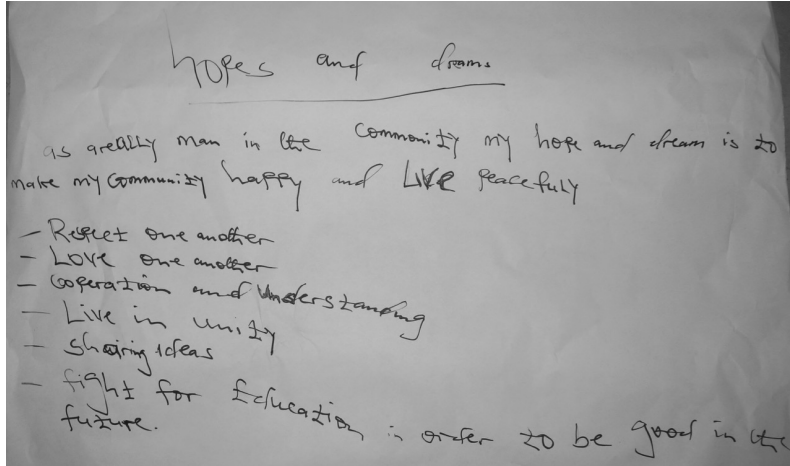 hopes and dreams
as areally man in the Community my hope and dream is to
make my Community happy and Live peacefuly
- Respect one another
- Love one another
- cooperation and understanding
- Live in unity
- sharing ideas
- fight for Education in order to be good in the
future.